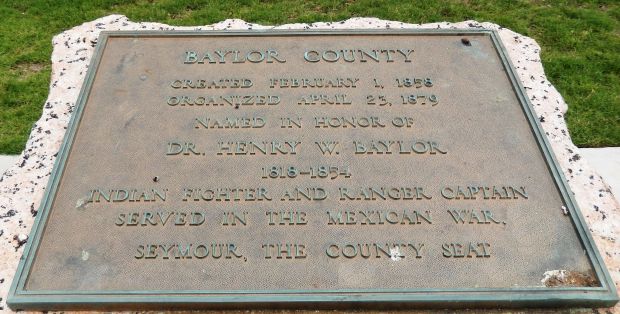 BAYLOR COUNTY
CREATED FEBRUARY 1, 1858
ORGANIZED APRIL 23, 1879
NAMED IN HONOR OF
DR. HENRY W. BAYLOR
1818-1854
INDIAN FIGHTER AND RANGER CAPTAIN
SERVED IN THE MEXICAN WAR.
SEYMOUR, THE COUNTY SEAT